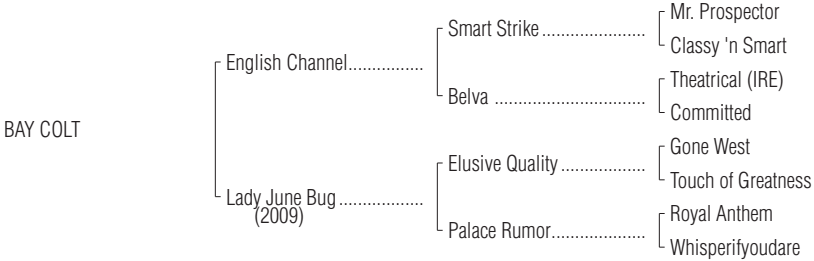 Mr. Prospector
Smart Strike......................
Classy 'n Smart
English Channel................
Theatrical (IRE)
Belva ................................
Committed
BAY COLT
Gone West
Elusive Quality..................
Touch of Greatness
Lady June Bug..................
(2009)
Royal Anthem
Palace Rumor....................
Whisperifyoudare